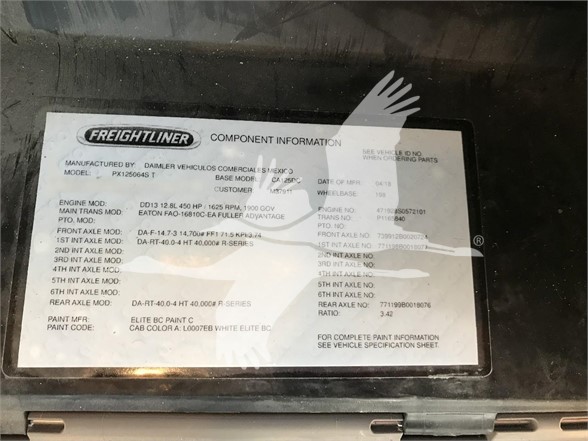 FREIGHTLINER
COMPONENT INFORMATION
SEE VEHICLE ID NO
WHEN ORDERING PARTS
MANUFACTURED BY: DAIMLER VEHICULOS COMERCIALES MEXICO
MODEL: PX125064S T BASE MODEL: CA125DC DATE OF MFR: 04/18
CUSTOMER WHEELBASE:
ENGINE MOD: DD13 12.8L 450 HP / 1625 RPM, 1900 GOV ENGINE NO:
MAIN TRANS MOD: EATON FAO-16810C-EA FULLER ADVANTAGE TRANS NO:
PTO. MOD: PTO. NO:
FRONT AXLE MOD: DA-F-14.7-3 14,700# FF1 71.5 FRONT AXLE NO:
1ST INT AXLE MOD: DA-RT-40.0-4 HT 40,000# R-SERIES 1ST INT AXLE NO:
2ND INT AXLE MOD: 2ND INT AXLE NO:
3RD INT AXLE MOD: 3RD INT AXLE NO:
4TH INT AXLE MOD: 4TH INT AXLE NO:
5TH INT AXLE MOD: 5TH INT AXLE NO:
6TH INT AXLE MOD: 6TH INT AXLE NO:
REAR AXLE MOD: DA-RT-40.0-4 HT 40,000# R-SERIES REAR AXLE NO: 771199B0018076
RATIO: 3.42
PAINT MFR: ELITE BC PAINT C
PAINT CODE: CAB COLOR A: L0007EB WHITE ELITE BC
FOR COMPLETE PAINT INFORMATION
SEE VEHICLE SPECIFICATION SHEET.
®